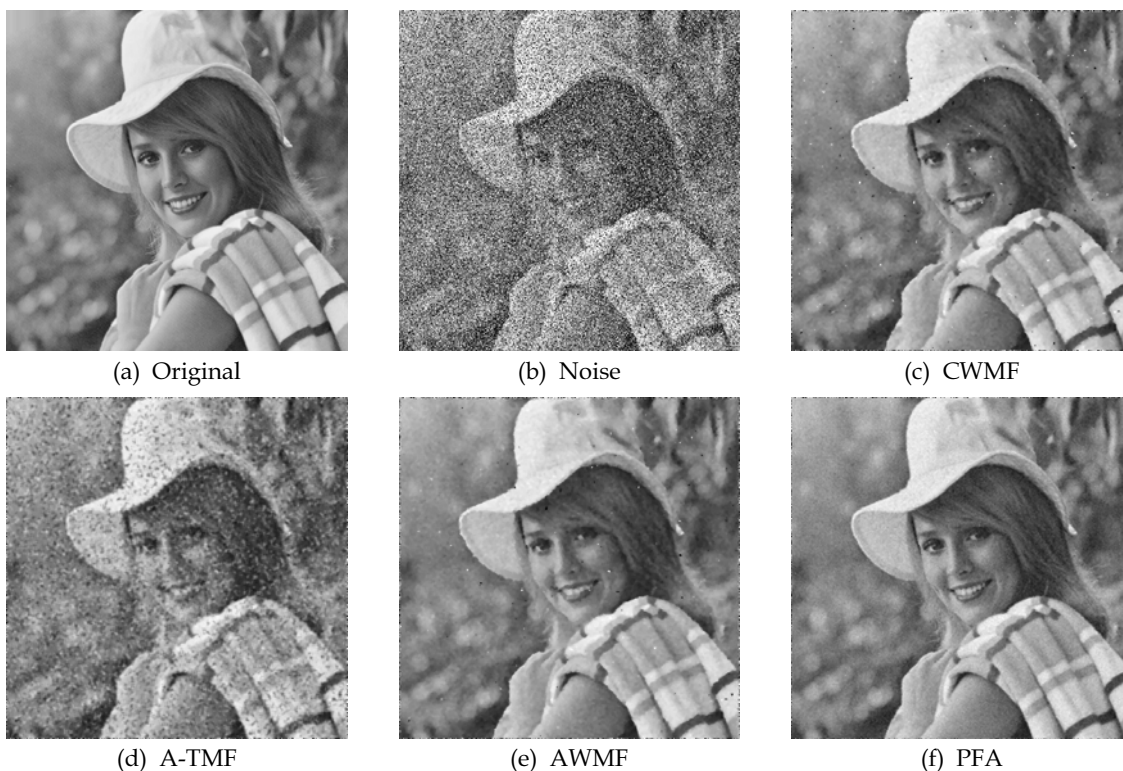 (a) Original
(b) Noise
(c) CWMF
(d) A-TMF
(e) AWMF
(f) PFA